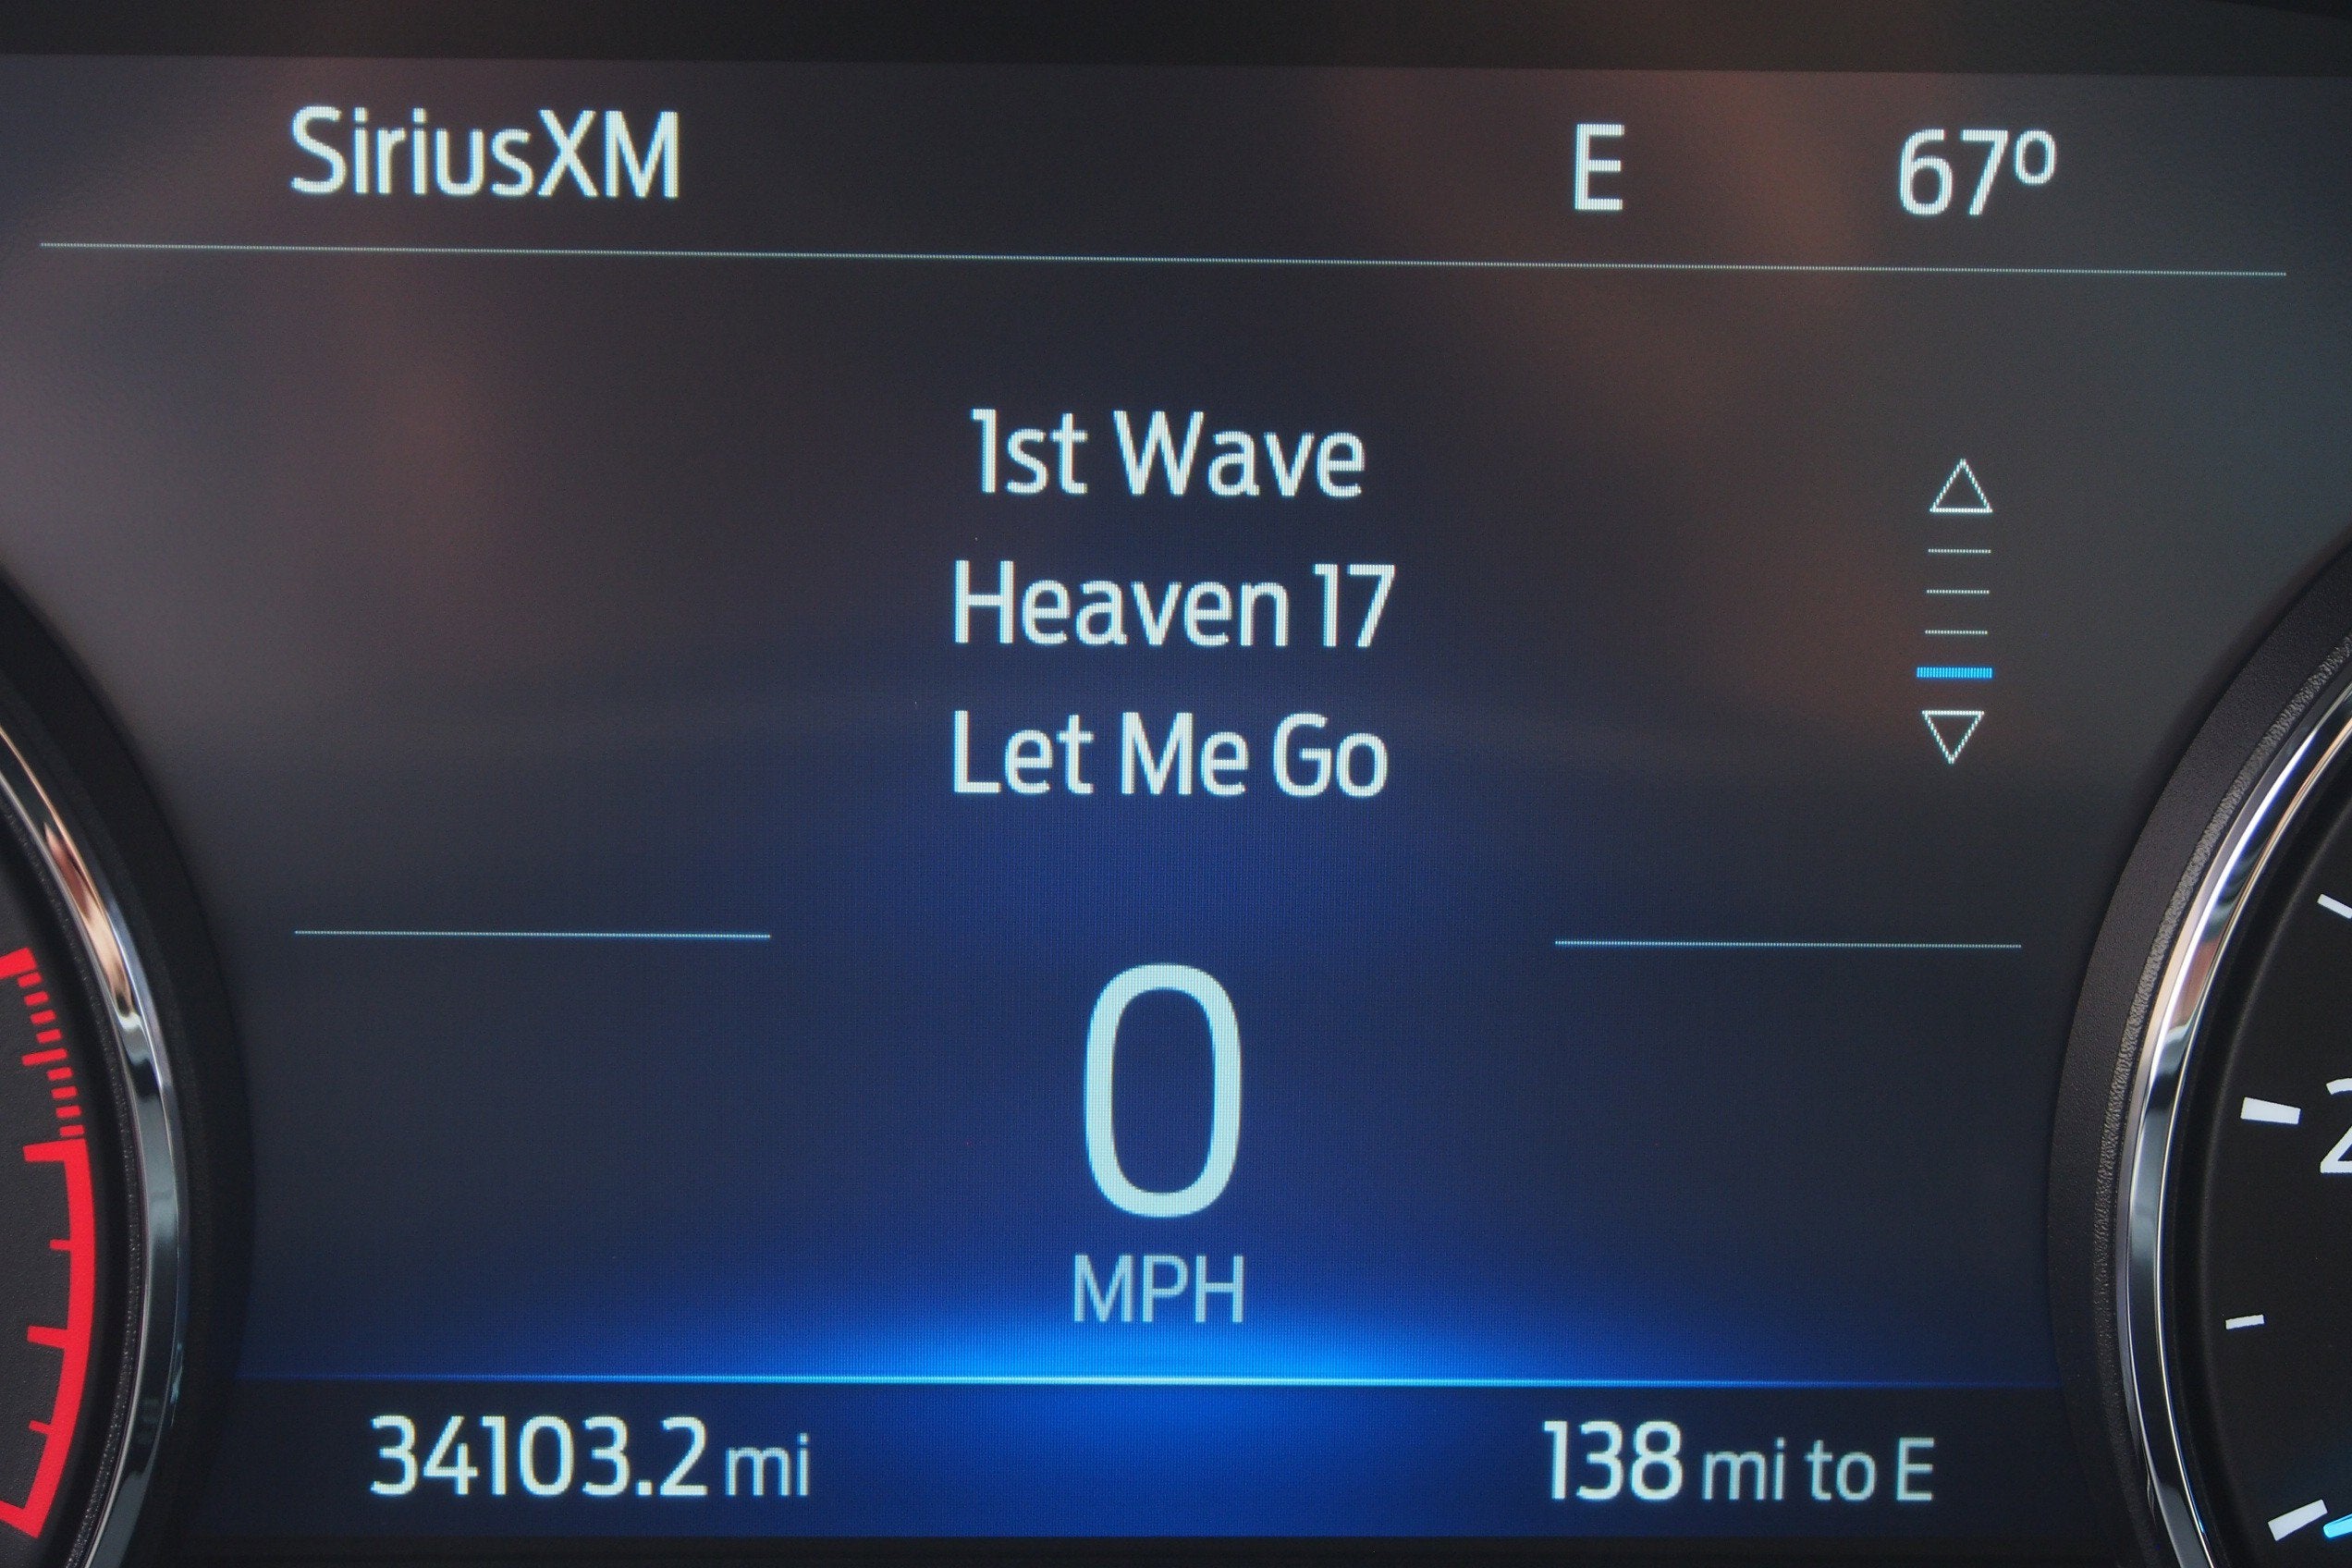 SiriusXM E 67°
1st Wave
Heaven 17
Let Me Go
0
MPH
34103.2 mi 138 mi to E